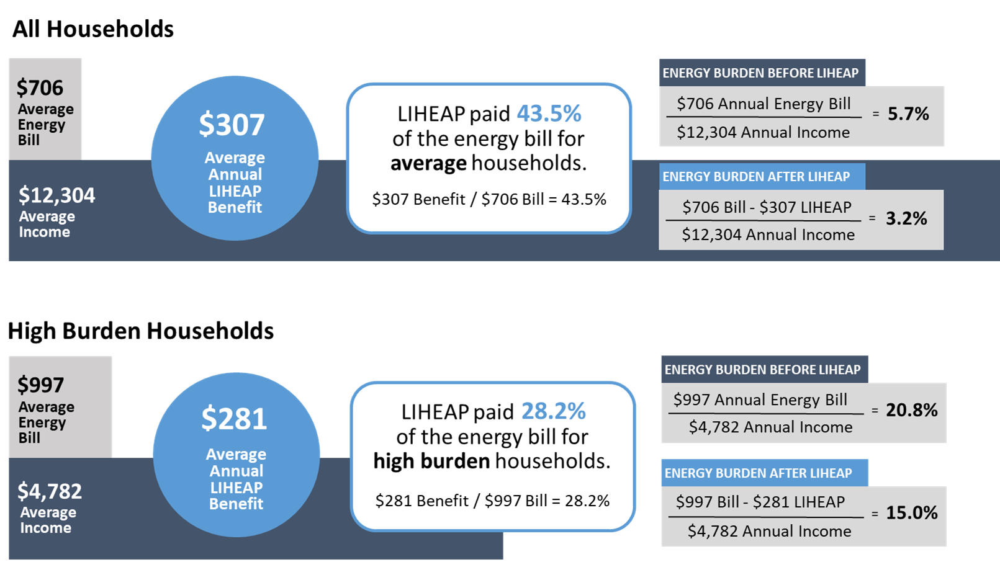 All Households
$706
Average
Energy
Bill
$12,304
Average
Income
$307
Average
Annual
LIHEAP
Benefit
LIHEAP paid 43.5%
of the energy bill for
average households.
$307 Benefit / $706 Bill = 43.5%
ENERGY BURDEN BEFORE LIHEAP
$706 Annual Energy Bill
$12,304 Annual Income
= 5.7%
ENERGY BURDEN AFTER LIHEAP
$706 Bill - $307 LIHEAP
$12,304 Annual Income
= 3.2%
High Burden Households
$997
Average
Energy
Bill
$4,782
Average
Income
$281
Average
Annual
LIHEAP
Benefit
LIHEAP paid 28.2%
of the energy bill for
high burden households.
$281 Benefit / $997 Bill = 28.2%
ENERGY BURDEN BEFORE LIHEAP
$997 Annual Energy Bill
$4,782 Annual Income
= 20.8%
ENERGY BURDEN AFTER LIHEAP
$997 Bill - $281 LIHEAP
$4,782 Annual Income
= 15.0%